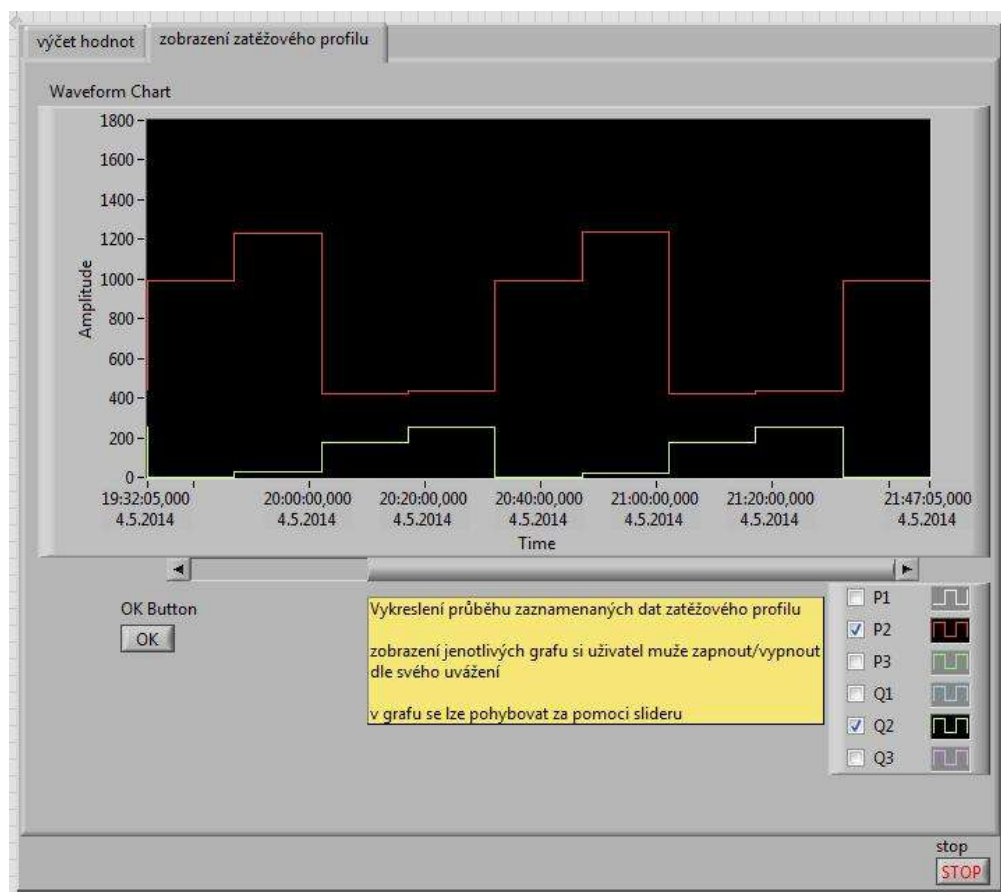 výčet hodnot
zobrazení zatěžového profilu
Waveform Chart
1800
1600
1400
1200
1000
800
600
400
200
0
Amplitude
19:32:05,000 20:00:00,000 20:20:00,000 20:40:00,000 21:00:00,000 21:20:00,000 21:47:05,000
4.5.2014 4.5.2014 4.5.2014 4.5.2014 4.5.2014 4.5.2014 4.5.2014
Time
OK Button
OK
Vykreslení průběhu zaznamenaných dat zatěžového profilu
zobrazení jenotlivých grafu si uživatel muže zapnout/vypnout
dle svého uvážení
v grafu se lze pohybovat za pomoci slideru
P1
P2
P3
Q1
Q2
Q3
stop
STOP